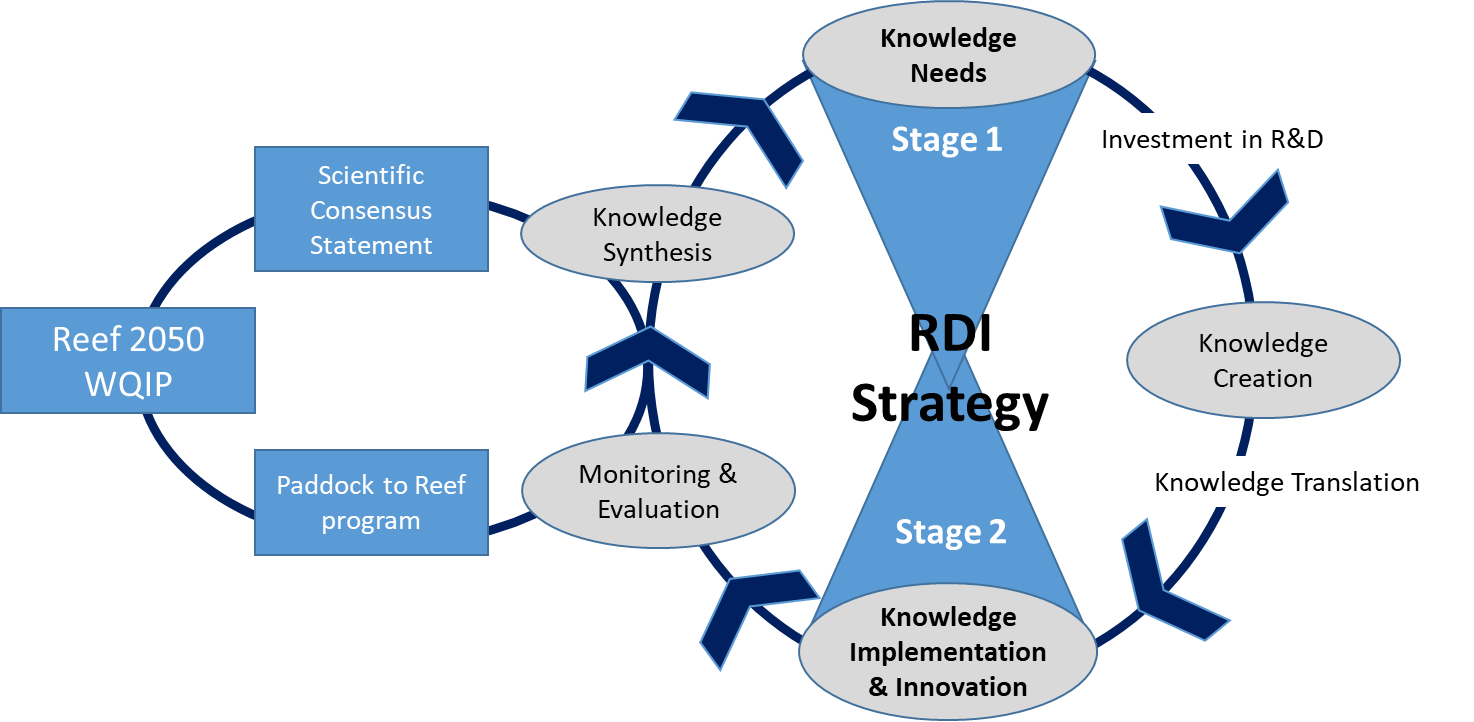 Knowledge
Needs
Stage 1
Investment in R&D
Scientific
Consensus
Statement
Knowledge
Synthesis
Reef 2050
WQIP
RDI
Strategy
Knowledge
Creation
Paddock to Reef
program
Monitoring &
Evaluation
Knowledge Translation
Stage 2
Knowledge
Implementation
& Innovation